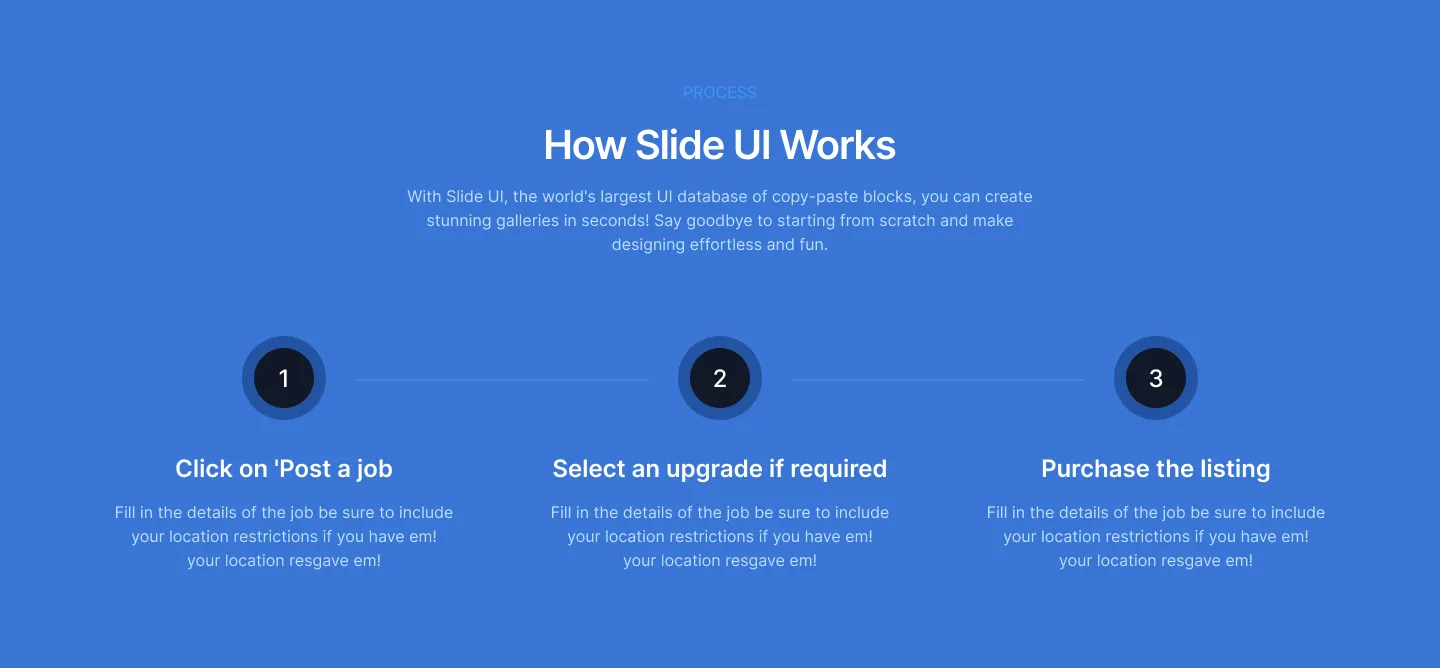 PROCESS
How Slide UI Works
With Slide UI, the world's largest UI database of copy-paste blocks, you can create
stunning galleries in seconds! Say goodbye to starting from scratch and make
designing effortless and fun.
1
2
3
Click on 'Post a job
Fill in the details of the job be sure to include
your location restrictions if you have em!
your location resgave em!
Select an upgrade if required
Fill in the details of the job be sure to include
your location restrictions if you have em!
your location resgave em!
Purchase the listing
Fill in the details of the job be sure to include
your location restrictions if you have em!
your location resgave em!